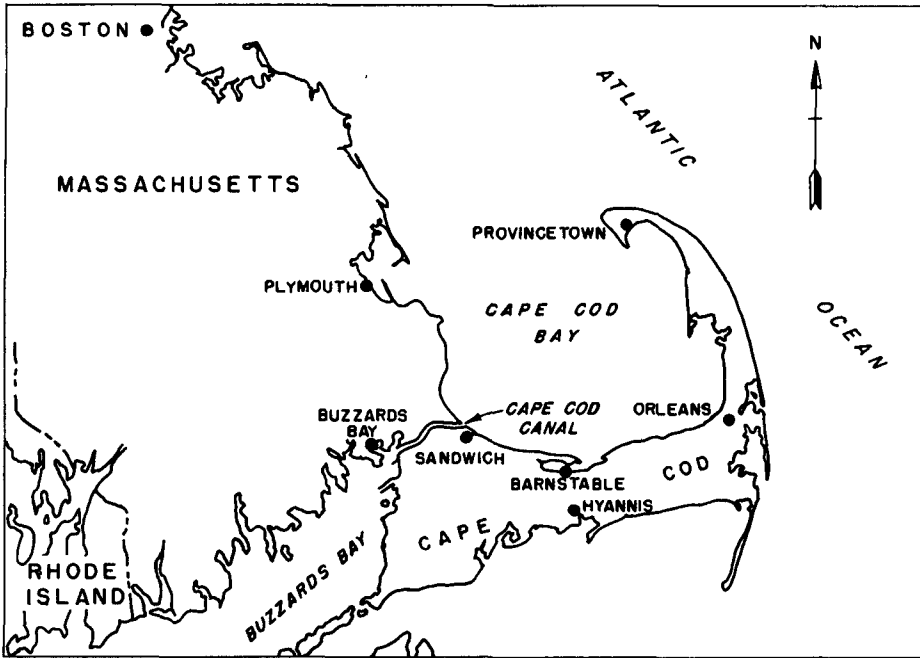 BOSTON
N
ATLANTIC
MASSACHUSETTS
PROVINCETOWN
PLYMOUTH
CAPE COD
BAY
OCEAN
BUZZARDS
BAY
CAPE COD
CANAL
ORLEANS
SANDWICH
BARNSTABLE
COD
HYANNIS
CAPE
BUZZARDS BAY
RHODE
ISLAND